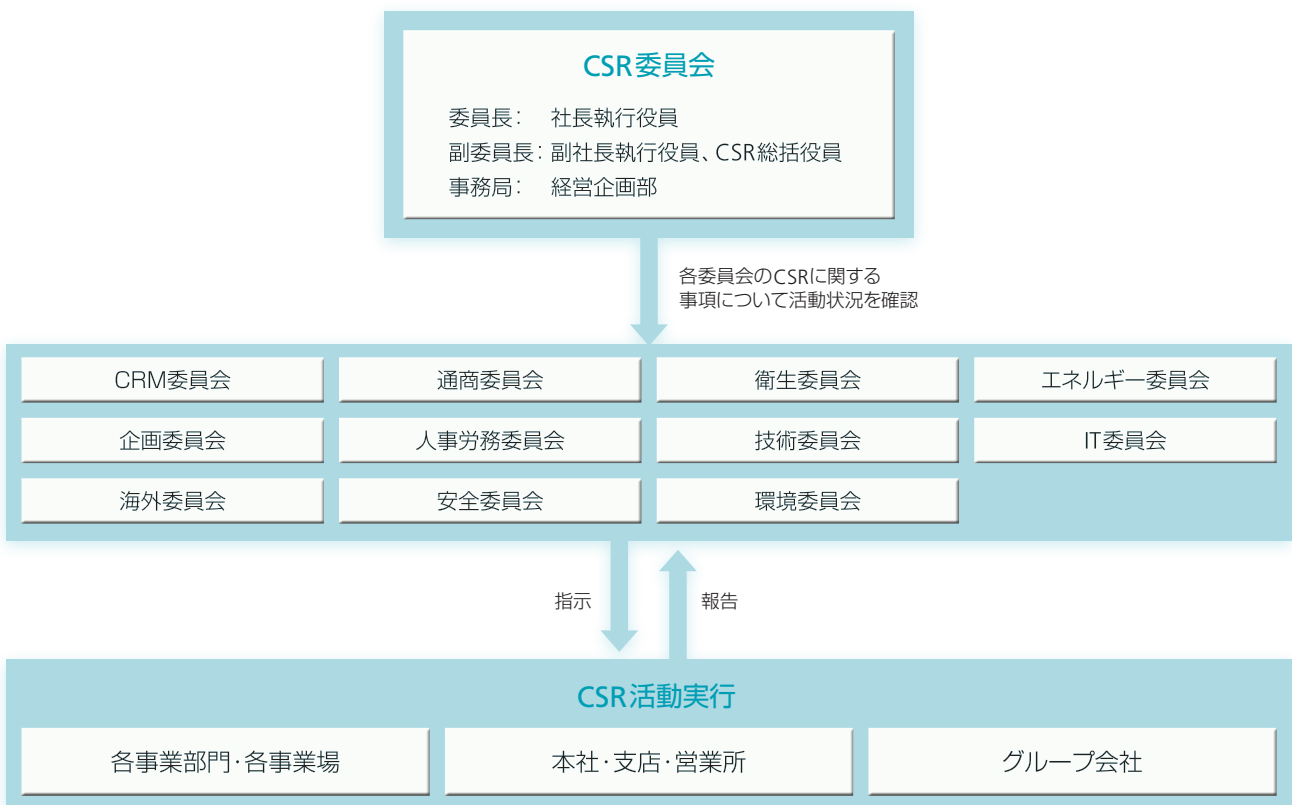 CSR委員会
委員長： 社長執行役員
副委員長：副社長執行役員、CSR総括役員
事務局： 経営企画部
各委員会のCSRに関する
事項について活動状況を確認
CRM委員会
通商委員会
衛生委員会
エネルギー委員会
企画委員会
人事労務委員会
技術委員会
IT委員会
海外委員会
安全委員会
環境委員会
指示
報告
CSR活動実行
各事業部門・各事業場
本社・支店・営業所
グループ会社